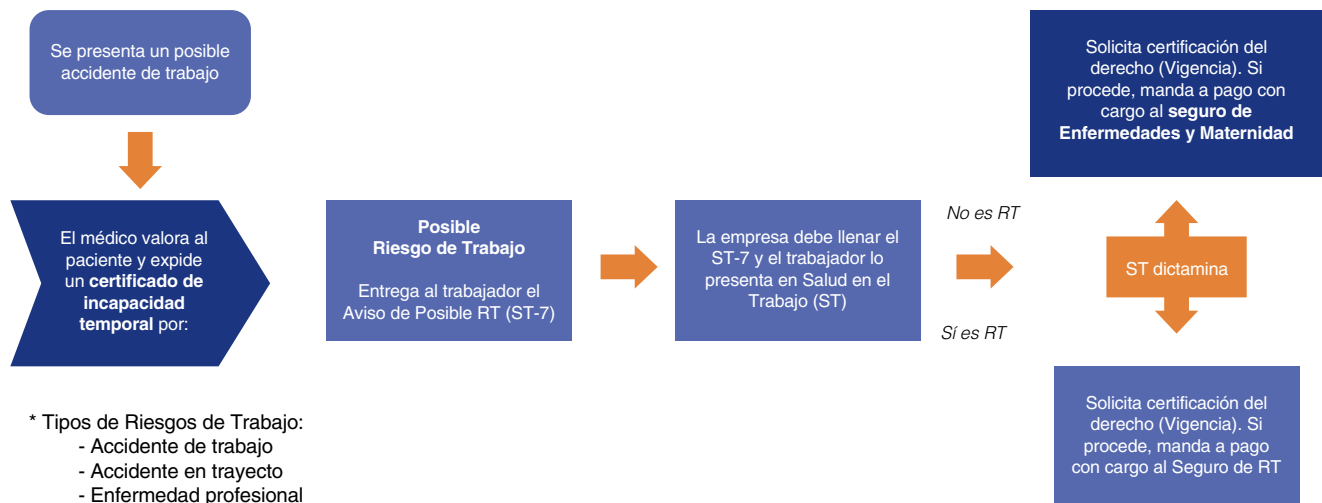 Se presenta un posible
accidente de trabajo
El médico valora al
paciente y expide
un certificado de
incapacidad
temporal por:
Posible
Riesgo de Trabajo
Entrega al trabajador el
Aviso de Posible RT (ST-7)
La empresa debe llenar el
ST-7 y el trabajador lo
presenta en Salud en el
Trabajo (ST)
No es RT
Sí es RT
Solicita certificación del
derecho (Vigencia). Si
procede, manda a pago con
cargo al seguro de
Enfermedades y Maternidad
ST dictamina
Solicita certificación del
derecho (Vigencia). Si
procede, manda a pago
con cargo al Seguro de RT
* Tipos de Riesgos de Trabajo:
- Accidente de trabajo
- Accidente en trayecto
- Enfermedad profesional